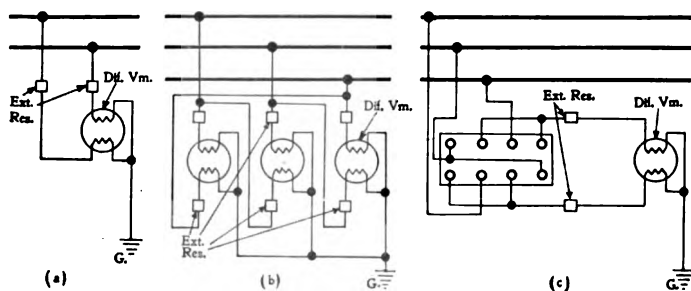 Dif. Vm.
Ext.
Res.
G.
(a)
Dif. Vm.
Ext.
Res.
G.
(b)
Ext. Res.
Dif. Vm.
G.
(c)